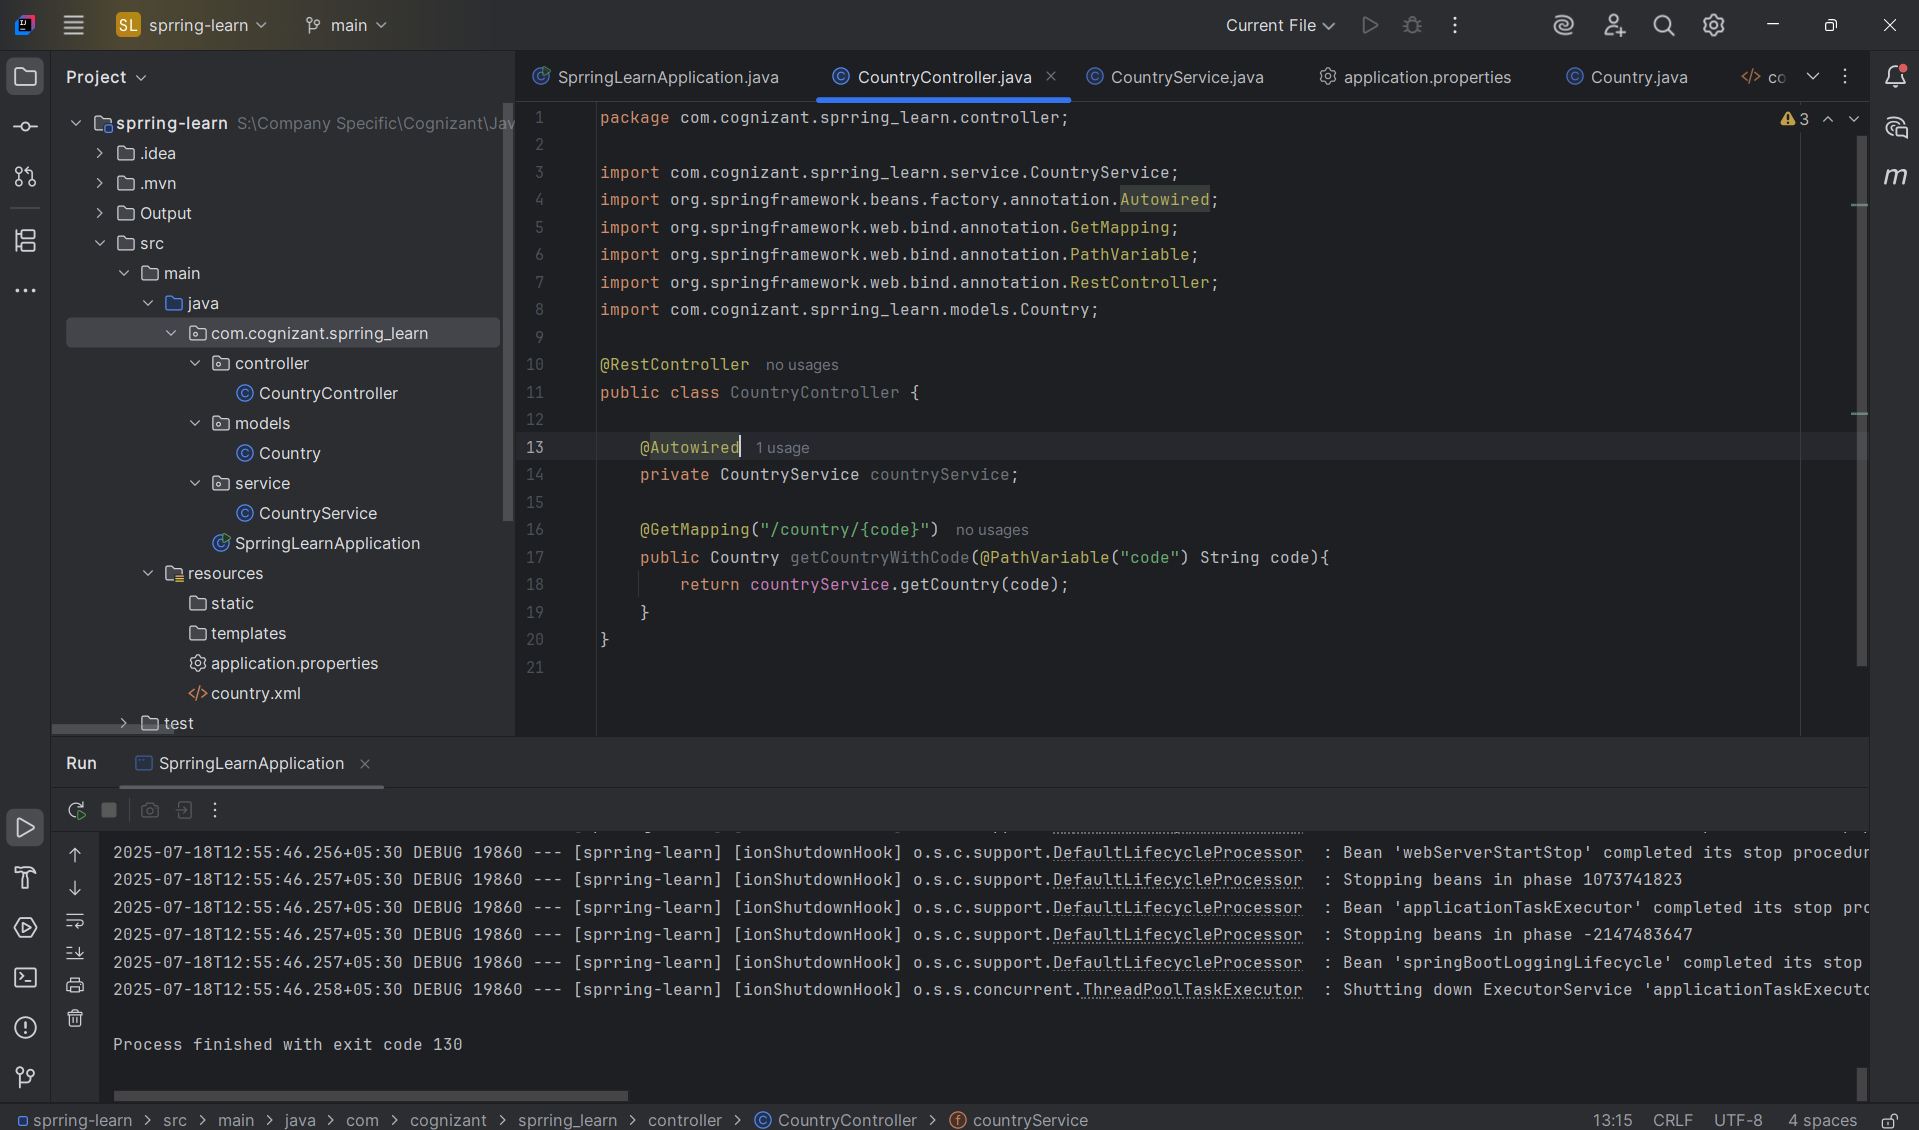 SL sprring-learn main Current File
Project
SprringLearnApplication.java CountryController.java CountryService.java application.properties Country.java </> co
sprring-learn S:\Company Specific\Cognizant\Jav
.idea
.mvn
Output
src
main
java
com.cognizant.sprring_learn
controller
CountryController
models
Country
service
CountryService
SprringLearnApplication
resources
static
templates
application.properties
</> country.xml
test
3
1 package com.cognizant.sprring_learn.controller;
2
3 import com.cognizant.sprring_learn.service.CountryService;
4 import org.springframework.beans.factory.annotation.Autowired;
5 import org.springframework.web.bind.annotation.GetMapping;
6 import org.springframework.web.bind.annotation.PathVariable;
7 import org.springframework.web.bind.annotation.RestController;
8 import com.cognizant.sprring_learn.models.Country;
9
10 @RestController no usages
11 public class CountryController {
12
13 @Autowired 1 usage
14 private CountryService countryService;
15
16 @GetMapping("/country/{code}") no usages
17 public Country getCountryWithCode(@PathVariable("code") String code){
18 return countryService.getCountry(code);
19 }
20 }
21
m
Run SprringLearnApplication
2025-07-18T12:55:46.256+05:30 DEBUG 19860 --- [sprring-learn] [ionShutdownHook] o.s.c.support.DefaultLifecycleProcessor : Bean 'webServerStartStop' completed its stop procedur
2025-07-18T12:55:46.257+05:30 DEBUG 19860 --- [sprring-learn] [ionShutdownHook] o.s.c.support.DefaultLifecycleProcessor : Stopping beans in phase 1073741823
2025-07-18T12:55:46.257+05:30 DEBUG 19860 --- [sprring-learn] [ionShutdownHook] o.s.c.support.DefaultLifecycleProcessor : Bean 'applicationTaskExecutor' completed its stop pro
2025-07-18T12:55:46.257+05:30 DEBUG 19860 --- [sprring-learn] [ionShutdownHook] o.s.c.support.DefaultLifecycleProcessor : Stopping beans in phase -2147483647
2025-07-18T12:55:46.257+05:30 DEBUG 19860 --- [sprring-learn] [ionShutdownHook] o.s.c.support.DefaultLifecycleProcessor : Bean 'springBootLoggingLifecycle' completed its stop
2025-07-18T12:55:46.258+05:30 DEBUG 19860 --- [sprring-learn] [ionShutdownHook] o.s.s.concurrent.ThreadPoolTaskExecutor : Shutting down ExecutorService 'applicationTaskExecuto
Process finished with exit code 130
sprring-learn > src > main > java > com > cognizant > sprring_learn > controller > CountryController > countryService 13:15 CRLF UTF-8 4 spaces